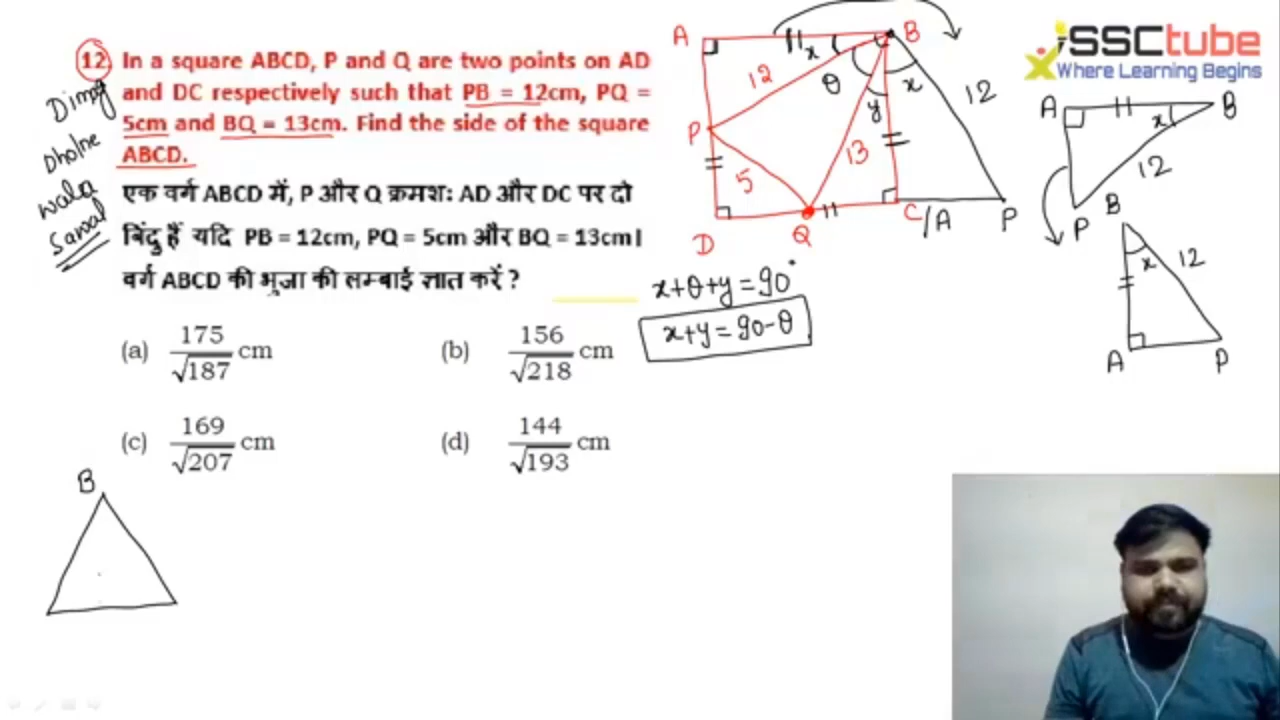 12. In a square ABCD, P and Q are two points on AD
and DC respectively such that PB = 12cm, PQ =
5cm and BQ = 13cm. Find the side of the square
ABCD.
एक वर्ग ABCD में, P और Q क्रमशः AD और DC पर दो
बिंदु हैं यदि PB = 12cm, PQ = 5cm और BQ = 13cm।
वर्ग ABCD की भुजा की लम्बाई ज्ञात करें ?
(a) 175/√187 cm
(b) 156/√218 cm
(c) 169/√207 cm
(d) 144/√193 cm
Dholne
wala
Sawal
B
A
B
x
12
θ
x
y
12
P
5
13
D
Q
C/A
P
x+θ+y=90°
x+y=90-θ
iSSCtube
Where Learning Begins
A
B
x
12
P
B
x
12
A
P